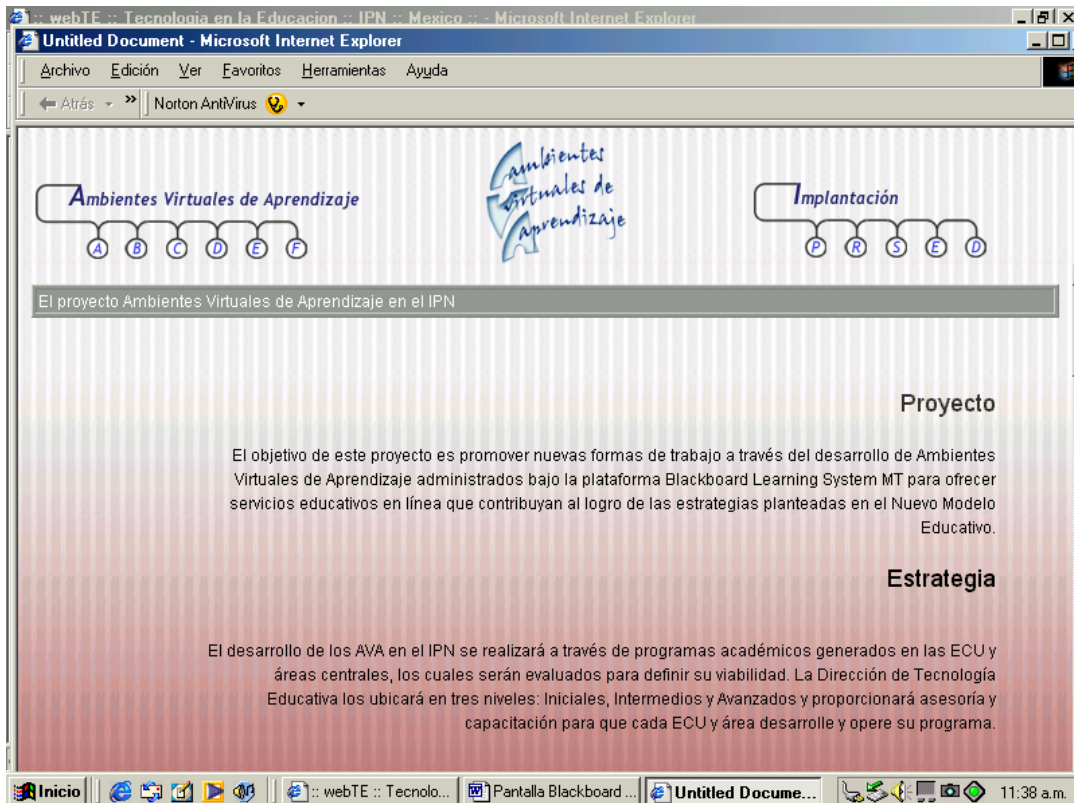 :: webTE :: Tecnologia en la Educacion :: IPN :: Mexico :: - Microsoft Internet Explorer
Untitled Document - Microsoft Internet Explorer
Archivo Edición Ver Favoritos Herramientas Ayuda
Atrás Norton AntiVirus
Ambientes Virtuales de Aprendizaje
A B C D E F
ambientes
virtuales de
aprendizaje
Implantación
P R S E D
El proyecto Ambientes Virtuales de Aprendizaje en el IPN
Proyecto
El objetivo de este proyecto es promover nuevas formas de trabajo a través del desarrollo de Ambientes
Virtuales de Aprendizaje administrados bajo la plataforma Blackboard Learning System MT para ofrecer
servicios educativos en línea que contribuyan al logro de las estrategias planteadas en el Nuevo Modelo
Educativo.
Estrategia
El desarrollo de los AVA en el IPN se realizará a través de programas académicos generados en las ECU y
áreas centrales, los cuales serán evaluados para definir su viabilidad. La Dirección de Tecnología
Educativa los ubicará en tres niveles: Iniciales, Intermedios y Avanzados y proporcionará asesoría y
capacitación para que cada ECU y área desarrolle y opere su programa.
Inicio :: webTE :: Tecnolo... Pantalla Blackboard ... Untitled Docume... 11:38 a.m.